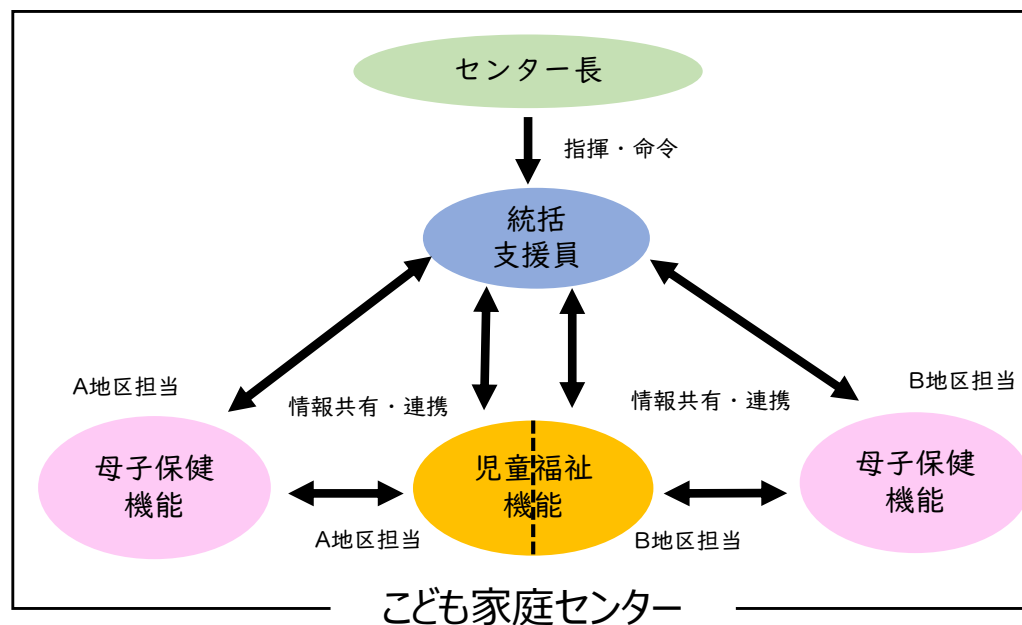 センター長
指揮・命令
統括
支援員
A地区担当
B地区担当
情報共有・連携
情報共有・連携
母子保健
機能
児童福祉
機能
母子保健
機能
A地区担当
B地区担当
こども家庭センター